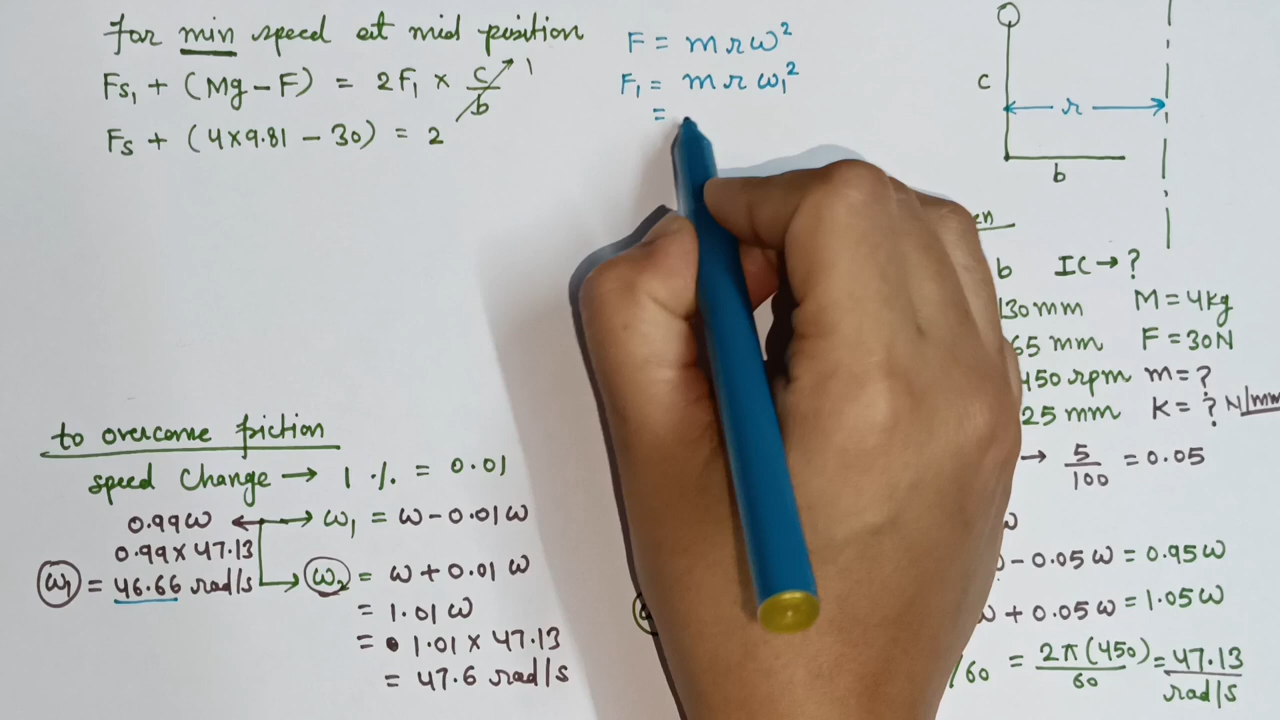 for min speed at mid position
Fs₁ + (Mg - F) = 2F₁ × c/b 1
Fs + (4×9.81 - 30) = 2
F = mrω²
F₁ = mrω₁²
=
c
r
b
to overcome friction
speed change → 1 % = 0.01
0.99ω ← → ω₁ = ω - 0.01ω
0.99 × 47.13
ω₁ = 46.66 rad/s → ω₂ = ω + 0.01ω
= 1.01ω
= 1.01 × 47.13
= 47.6 rad/s
b IC → ?
130mm M = 4kg
65 mm F = 30N
450 rpm m = ?
25 mm K = ? N/mm
→ 5/100 = 0.05
ω
- 0.05ω = 0.95ω
+ 0.05ω = 1.05ω
/60 = 2π(450)/60 = 47.13 rad/s